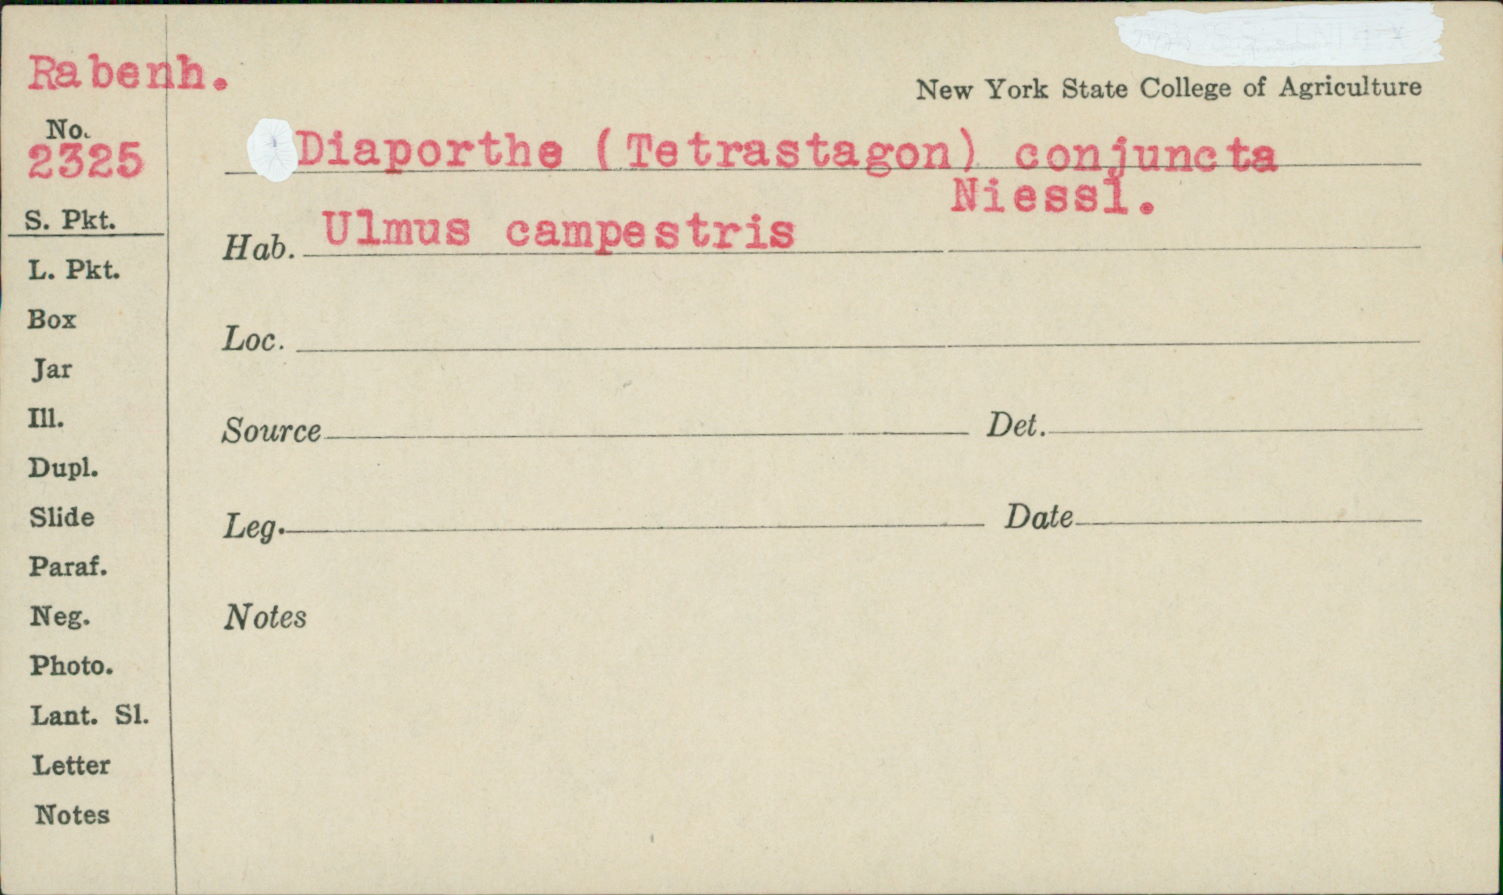 Rabenh.
New York State College of Agriculture
No.
2325
Diaporthe (Tetrastagon) conjuncta
Niessl.
S. Pkt.
Hab. Ulmus campestris
L. Pkt.
Box
Loc.
Jar
Ill.
Source Det.
Dupl.
Slide
Leg. Date
Paraf.
Neg.
Notes
Photo.
Lant. Sl.
Letter
Notes